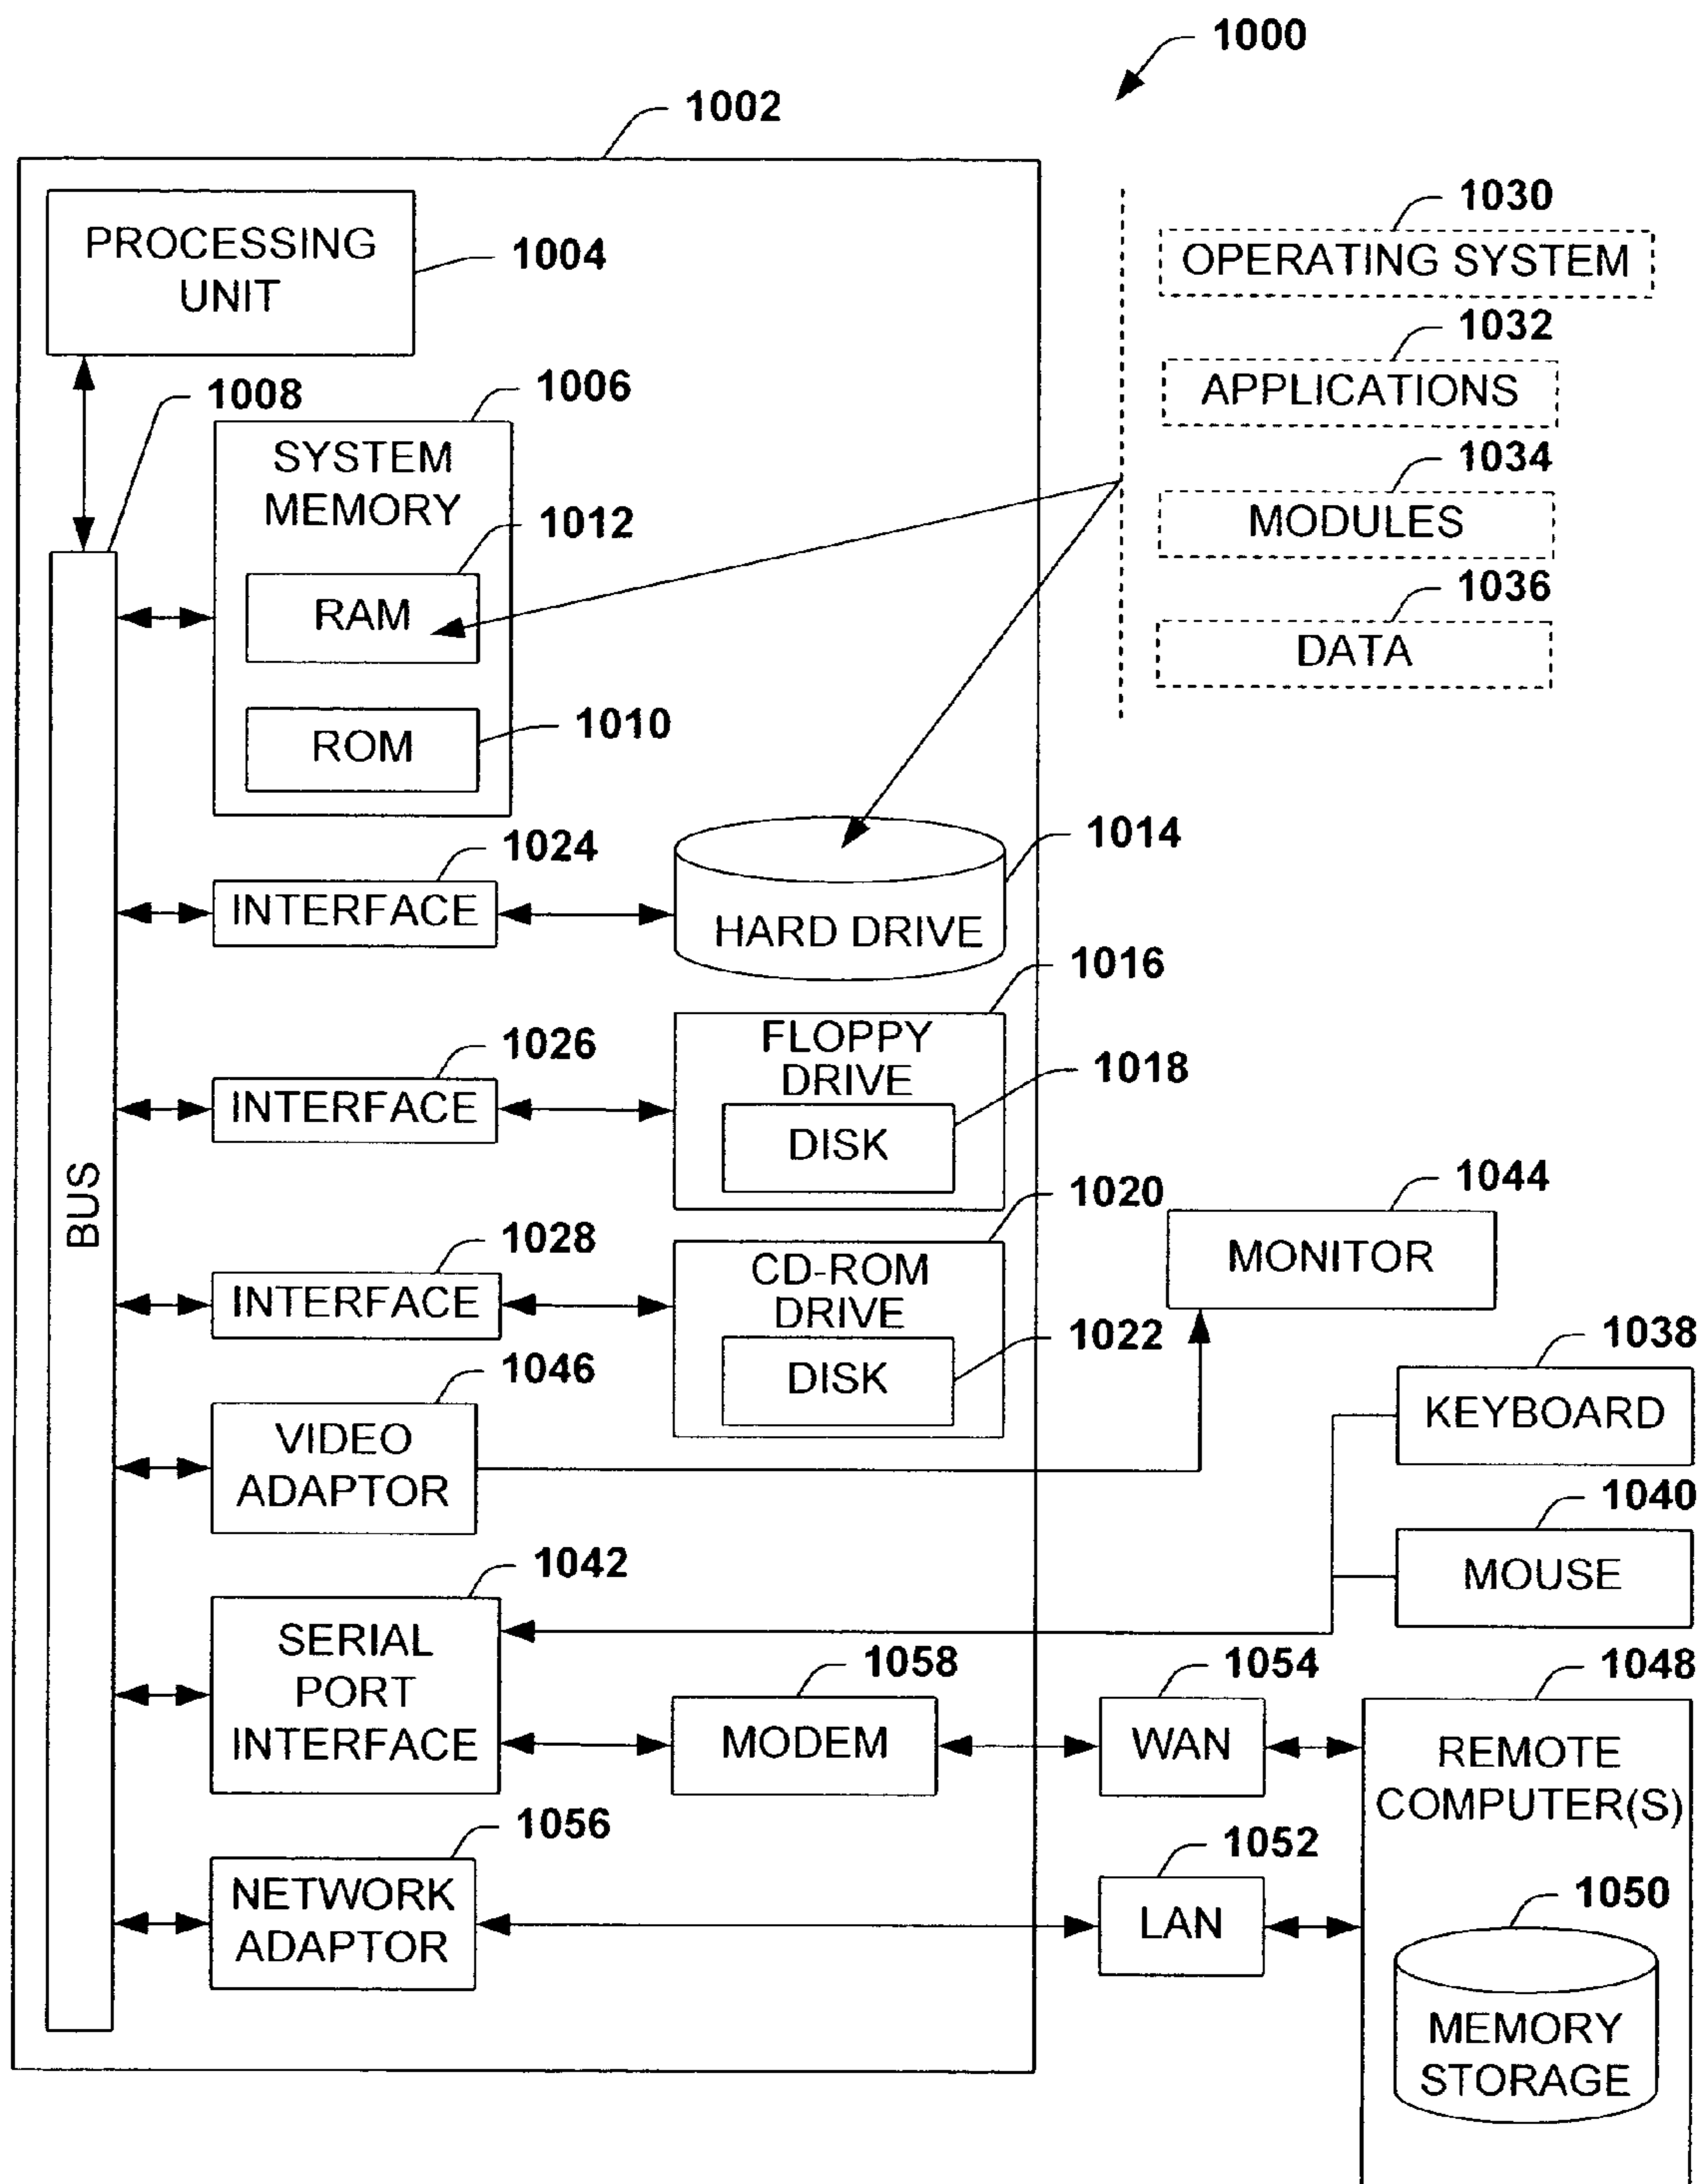 1000
1002
PROCESSING
UNIT
1004
1030
OPERATING SYSTEM
1032
APPLICATIONS
1034
MODULES
1036
DATA
1008
1006
SYSTEM
MEMORY
1012
RAM
1010
ROM
BUS
1024
INTERFACE
1014
HARD DRIVE
1026
INTERFACE
1016
FLOPPY
DRIVE
1018
DISK
1028
INTERFACE
1020
CD-ROM
DRIVE
1022
DISK
1044
MONITOR
1046
VIDEO
ADAPTOR
1038
KEYBOARD
1040
MOUSE
1042
SERIAL
PORT
INTERFACE
1058
MODEM
1054
WAN
1048
REMOTE
COMPUTER(S)
1056
NETWORK
ADAPTOR
1052
LAN
1050
MEMORY
STORAGE